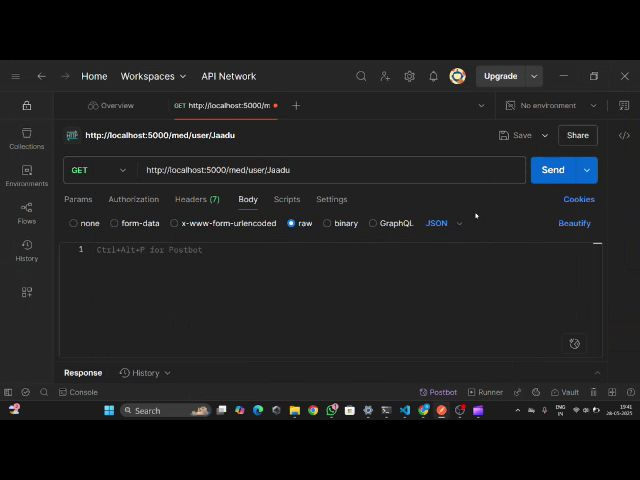 Home Workspaces API Network Upgrade
Overview GET http://localhost:5000/m + No environment
http://localhost:5000/med/user/Jaadu Save Share
GET http://localhost:5000/med/user/Jaadu Send
Params Authorization Headers (7) Body Scripts Settings Cookies
none form-data x-www-form-urlencoded raw binary GraphQL JSON Beautify
1 Ctrl+Alt+P for Postbot
Collections
Environments
Flows
History
Response History
Console Postbot Runner Vault
Search ENG IN 19:41 28-05-2025